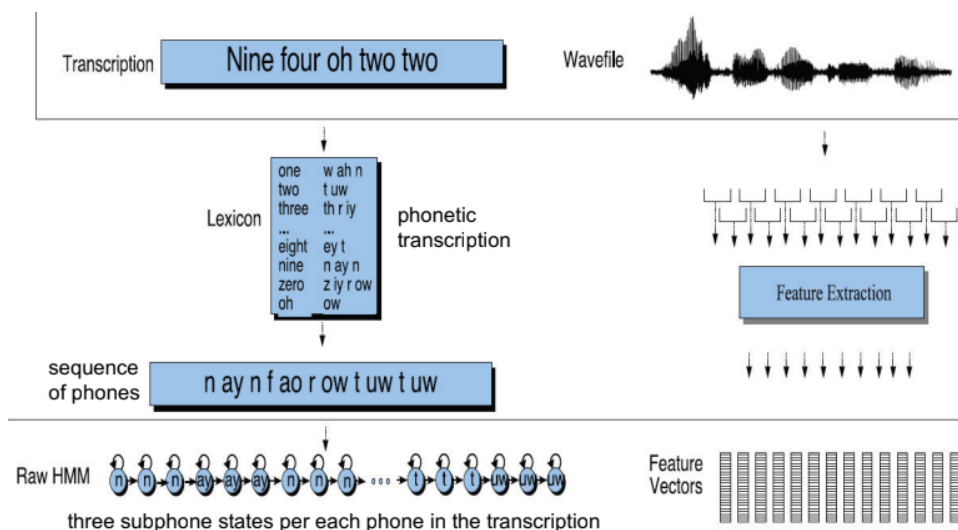 Transcription
Nine four oh two two
Wavefile
Lexicon
one w ah n
two t uw
three th r iy
... ...
eight ey t
nine n ay n
zero z iy r ow
oh ow
phonetic
transcription
Feature Extraction
sequence
of phones
n ay n f ao r ow t uw t uw
Raw HMM
n n n ay ay ay n n n ... t t t uw uw uw
three subphone states per each phone in the transcription
Feature
Vectors